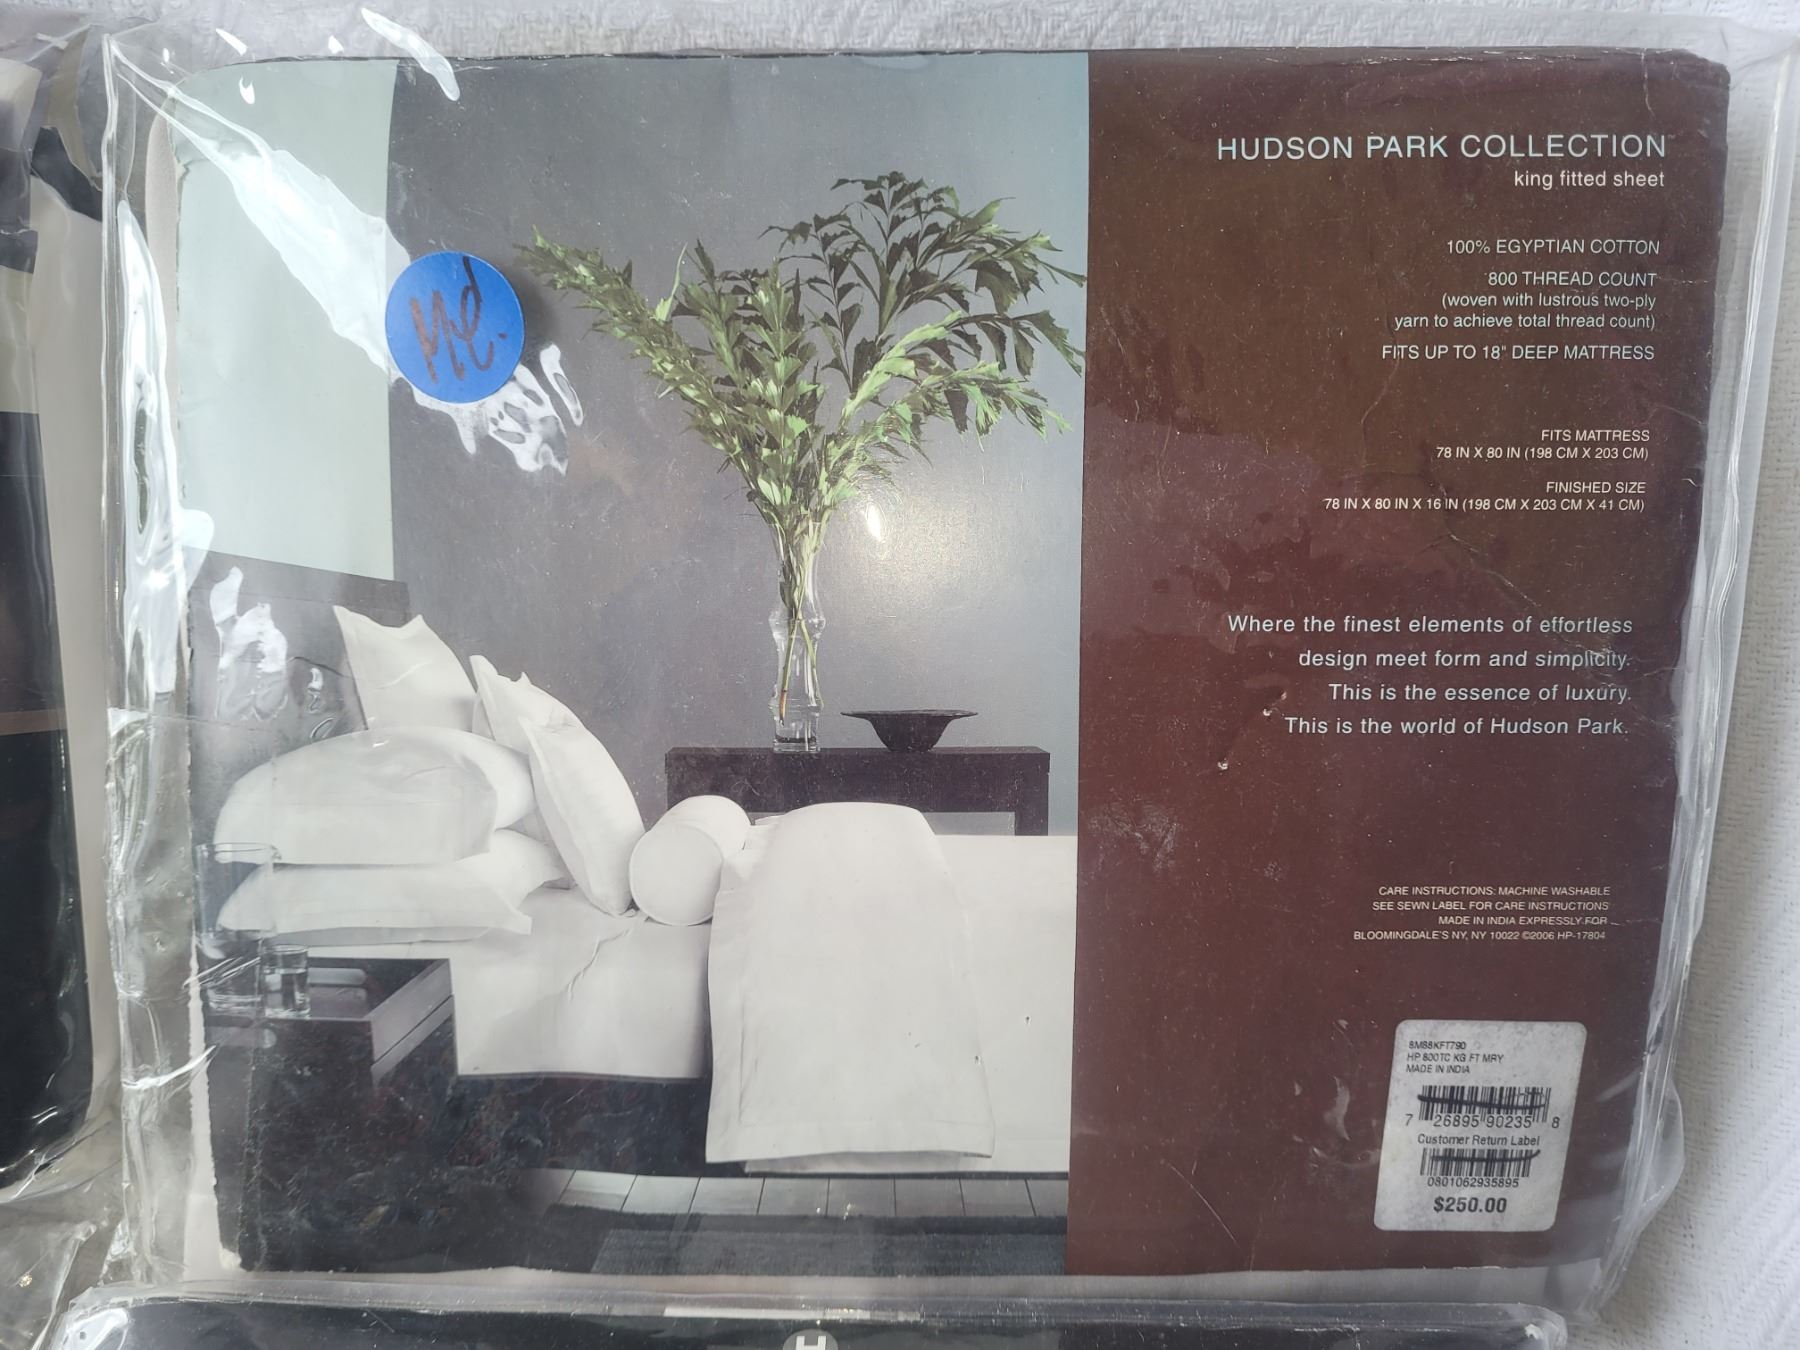 Me.
HUDSON PARK COLLECTION™
king fitted sheet
100% EGYPTIAN COTTON
800 THREAD COUNT
(woven with lustrous two-ply
yarn to achieve total thread count)
FITS UP TO 18" DEEP MATTRESS
FITS MATTRESS
78 IN X 80 IN (198 CM X 203 CM)
FINISHED SIZE
78 IN X 80 IN X 16 IN (198 CM X 203 CM X 41 CM)
Where the finest elements of effortless
design meet form and simplicity.
This is the essence of luxury.
This is the world of Hudson Park.
CARE INSTRUCTIONS: MACHINE WASHABLE
SEE SEWN LABEL FOR CARE INSTRUCTIONS
MADE IN INDIA EXPRESSLY FOR
BLOOMINGDALE'S NY, NY 10022 ©2006 HP-17804
8MS8KFT790
HP 800TC KG FT MRY
MADE IN INDIA
7 26895 90235 8
Customer Return Label
0801062935895
$250.00
H